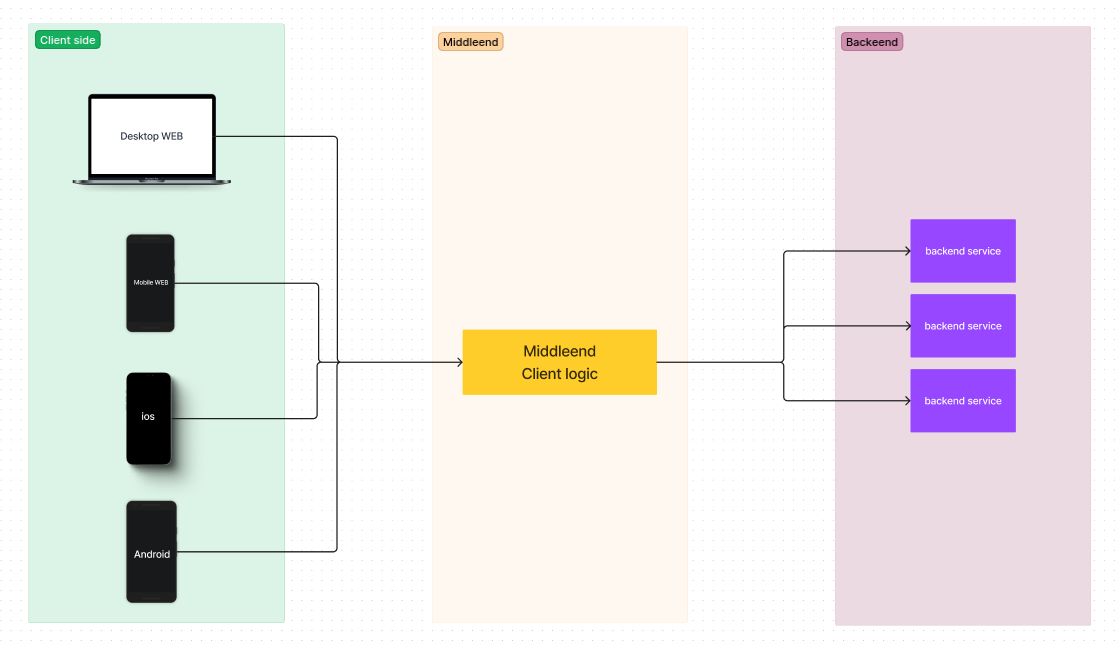 Client side
Middleend
Backeend
Desktop WEB
Mobile WEB
ios
Android
Middleend
Client logic
backend service
backend service
backend service